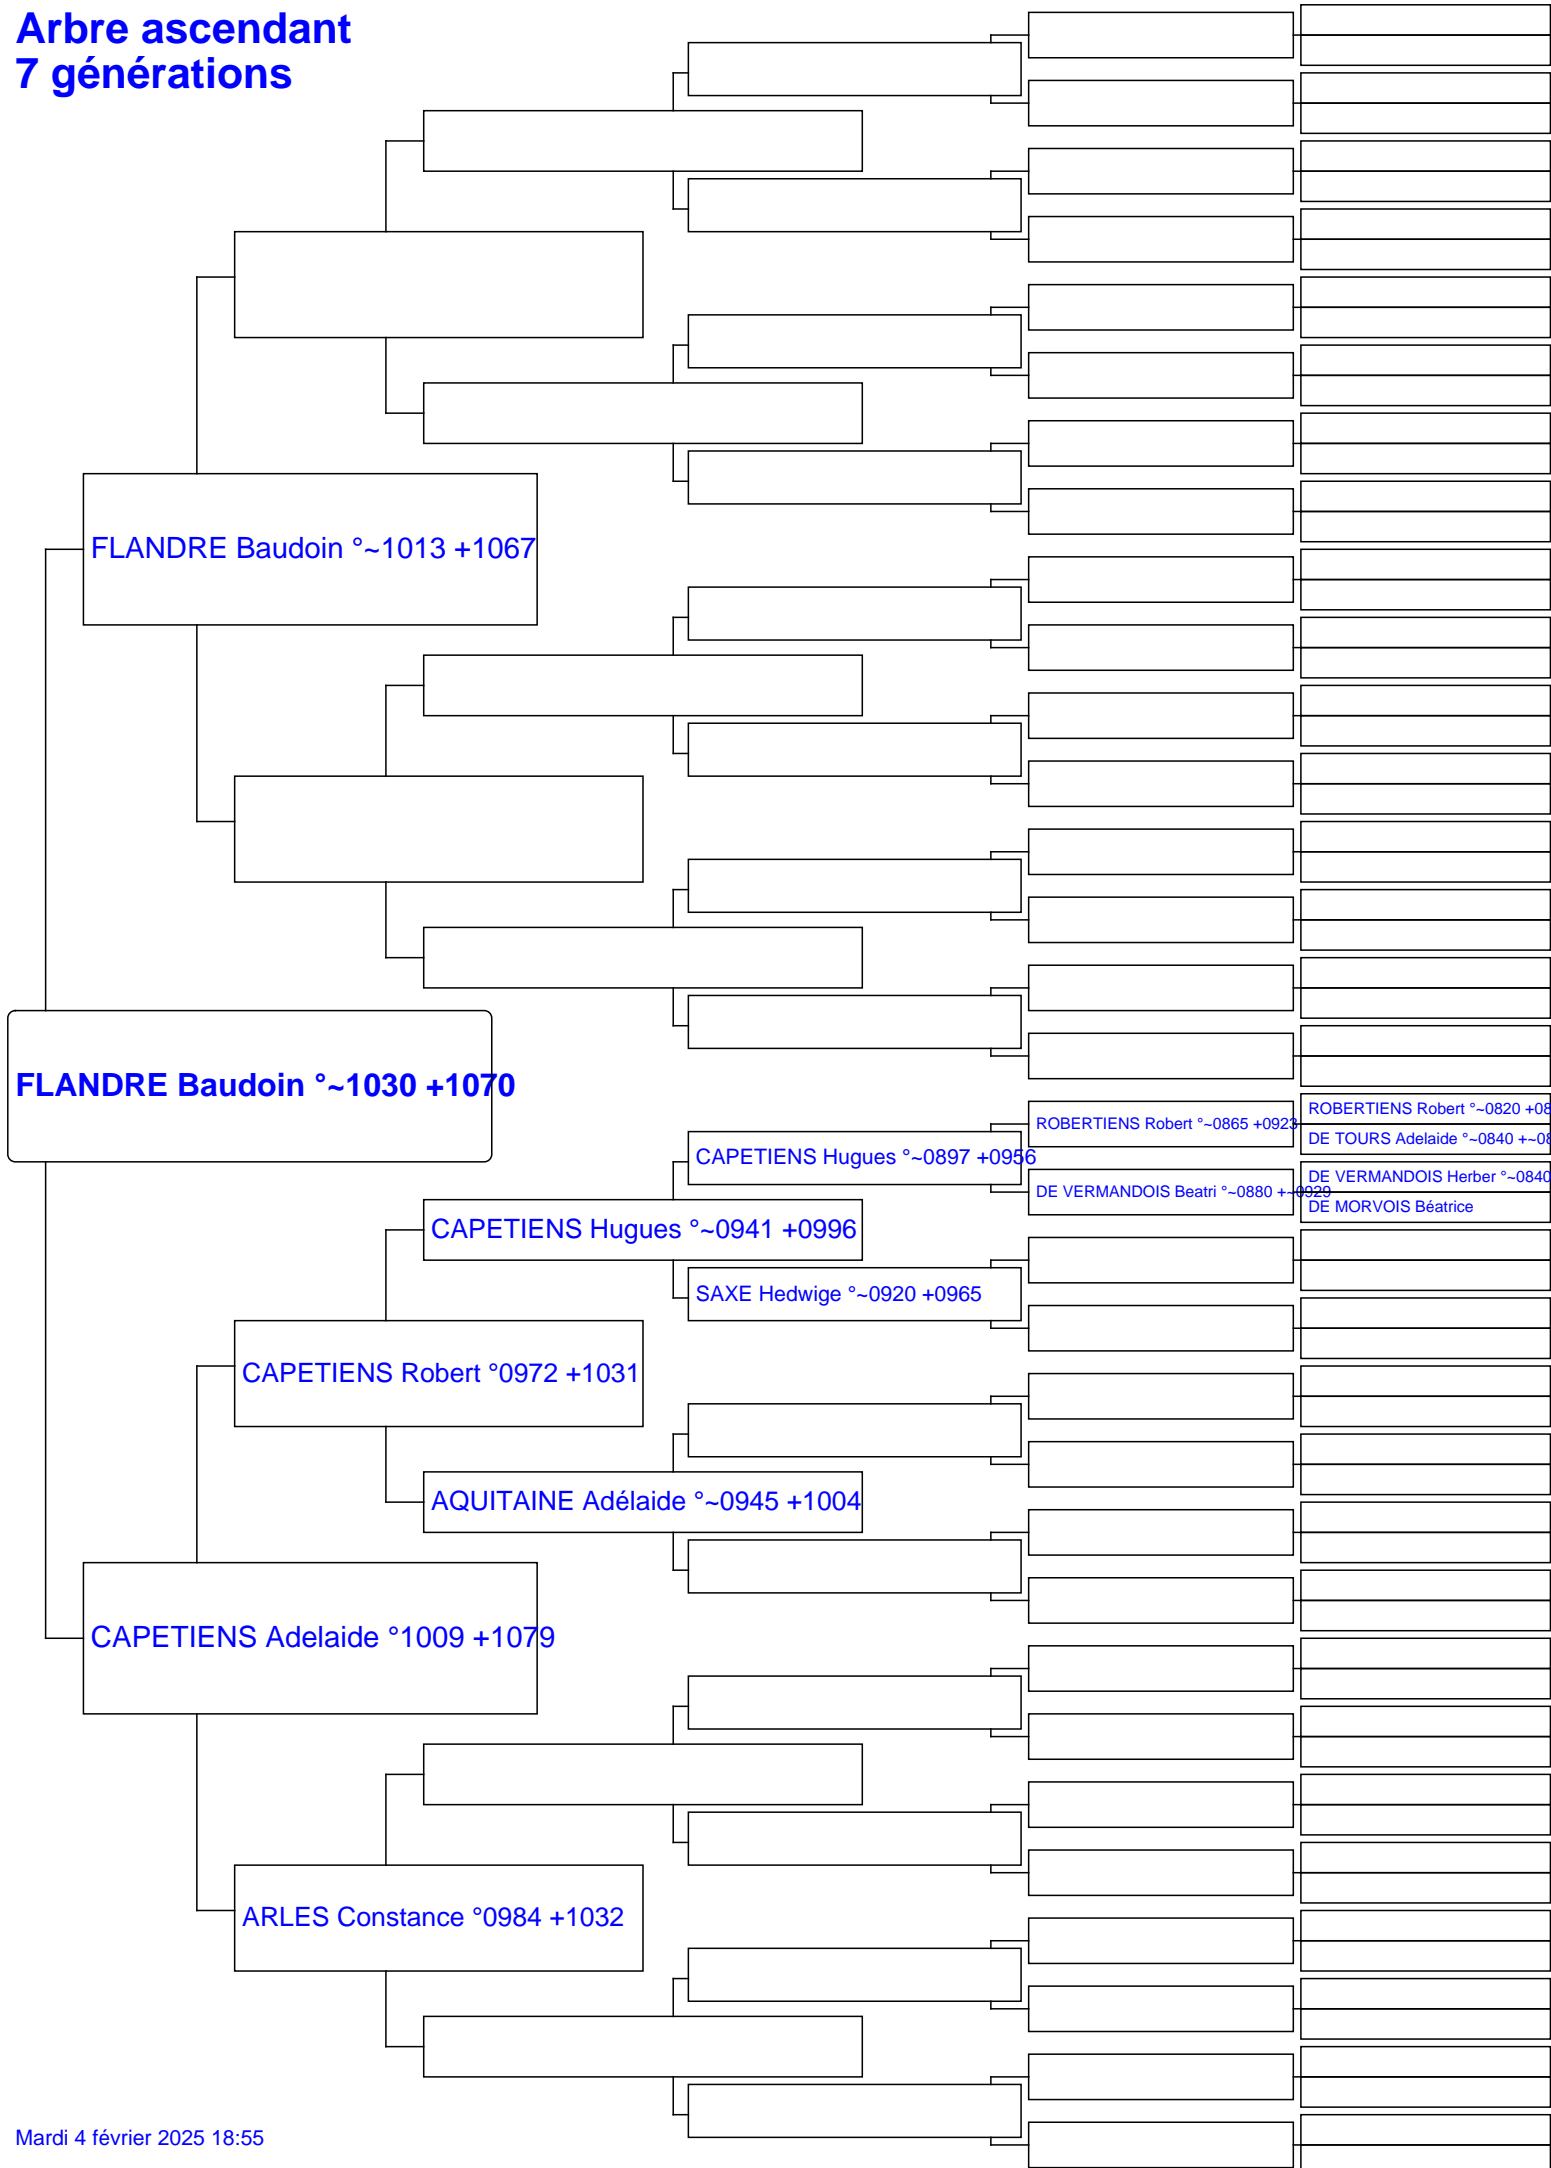 Arbre ascendant
7 générations
FLANDRE Baudoin °~1013 +1067
FLANDRE Baudoin °~1030 +1070
ROBERTIENS Robert °~0820 +08
ROBERTIENS Robert °~0865 +0923
DE TOURS Adelaide °~0840 +~08
CAPETIENS Hugues °~0897 +0956
DE VERMANDOIS Herber °~0840
DE VERMANDOIS Beatri °~0880 +~0929
DE MORVOIS Béatrice
CAPETIENS Hugues °~0941 +0996
SAXE Hedwige °~0920 +0965
CAPETIENS Robert °0972 +1031
AQUITAINE Adélaide °~0945 +1004
CAPETIENS Adelaide °1009 +1079
ARLES Constance °0984 +1032
Mardi 4 février 2025 18:55